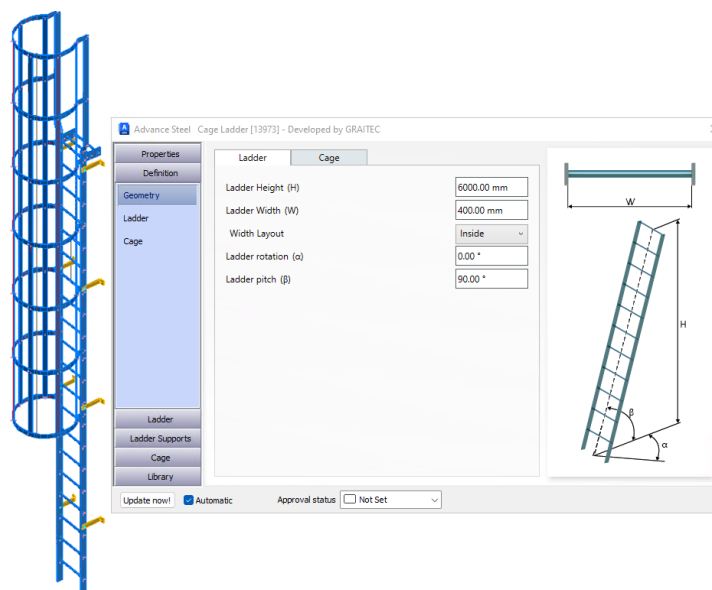 Advance Steel Cage Ladder [13973] - Developed by GRAITEC
Properties
Definition
Geometry
Ladder
Cage
Ladder
Ladder Supports
Cage
Library
Ladder Cage
Ladder Height (H) 6000.00 mm
Ladder Width (W) 400.00 mm
Width Layout Inside
Ladder rotation (α) 0.00 °
Ladder pitch (β) 90.00 °
W
H
β
α
Update now! Automatic Approval status Not Set